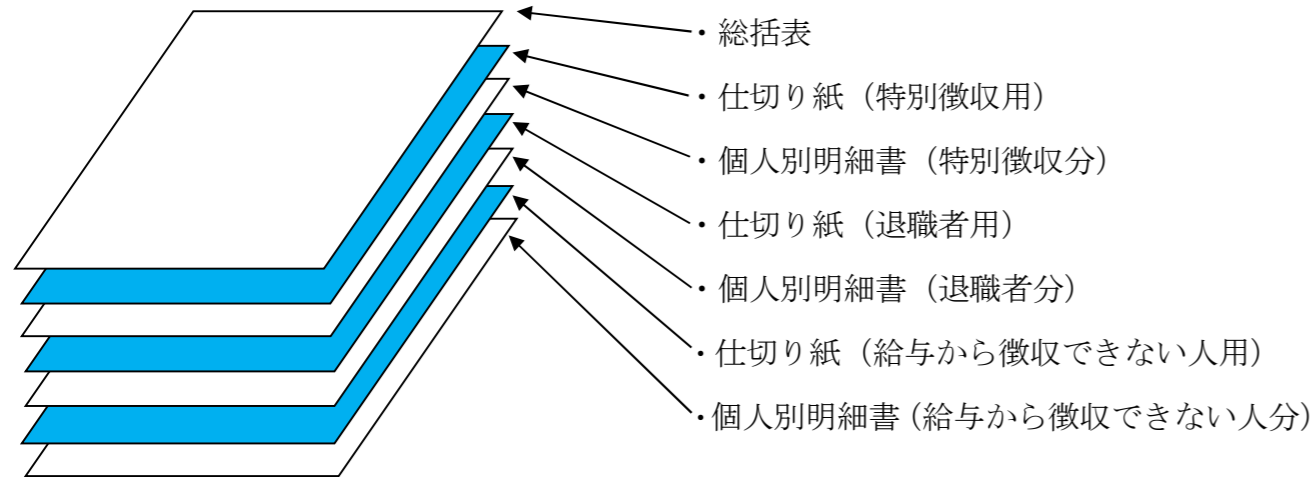 ・総括表
・仕切り紙（特別徴収用）
・個人別明細書（特別徴収分）
・仕切り紙（退職者用）
・個人別明細書（退職者分）
・仕切り紙（給与から徴収できない人用）
・個人別明細書（給与から徴収できない人分）